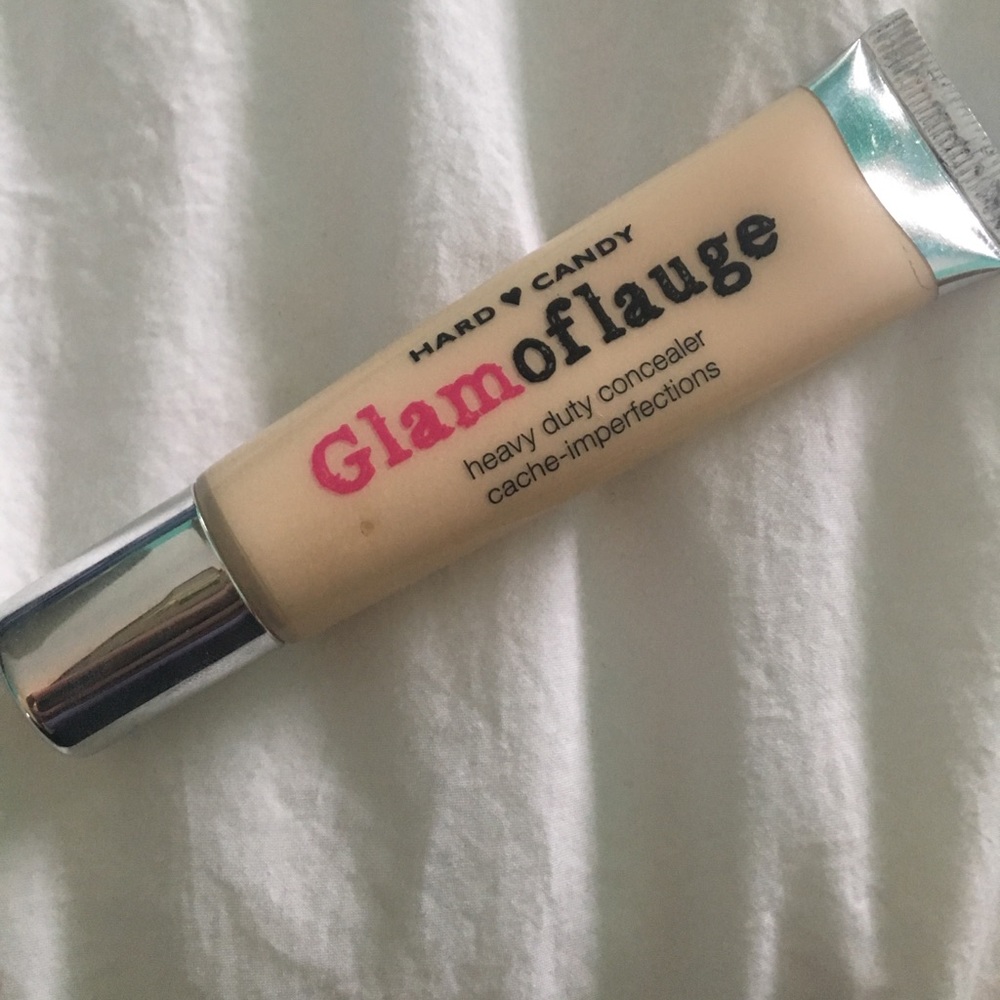 HARD ♥ CANDY
Glamoflauge
heavy duty concealer
cache-imperfections